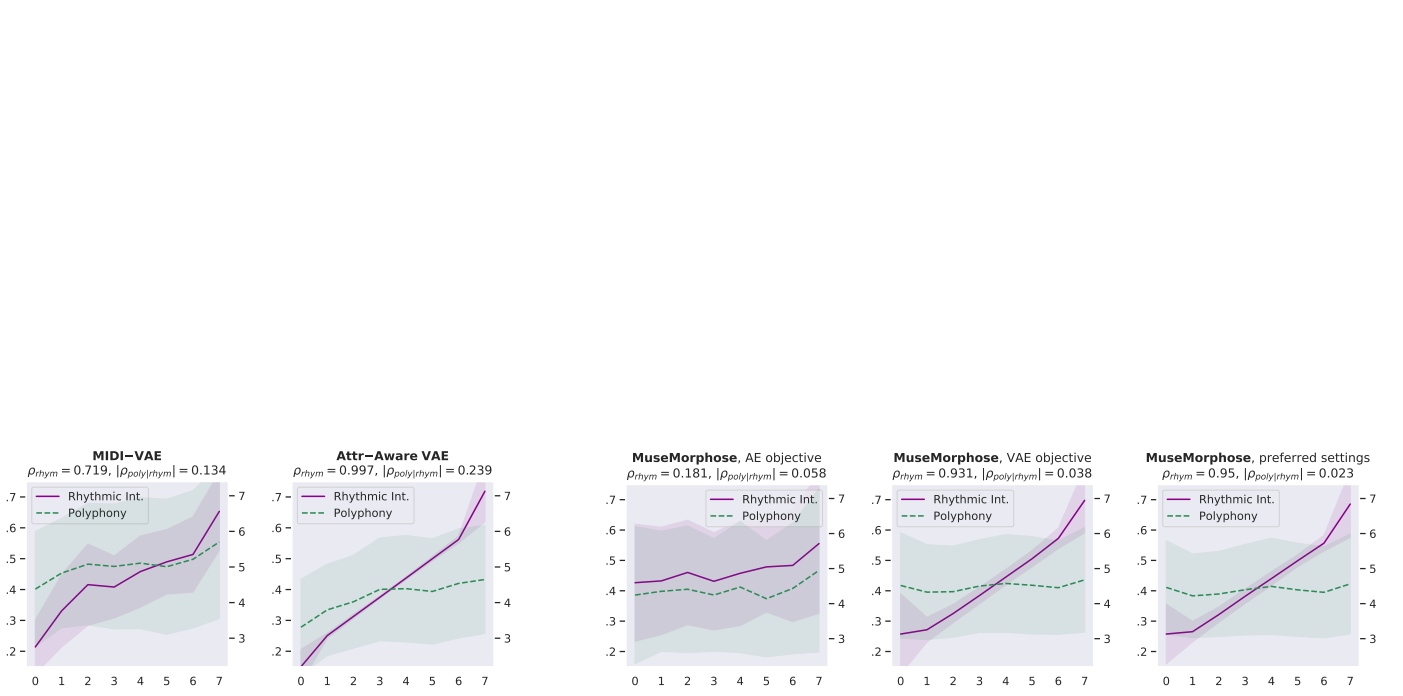 MIDI−VAE
ρrhym = 0.719, |ρpoly|rhym| = 0.134
Rhythmic Int.
Polyphony
.7
.6
.5
.4
.3
.2
7
6
5
4
3
0 1 2 3 4 5 6 7
Attr−Aware VAE
ρrhym = 0.997, |ρpoly|rhym| = 0.239
Rhythmic Int.
Polyphony
.7
.6
.5
.4
.3
.2
7
6
5
4
3
0 1 2 3 4 5 6 7
MuseMorphose, AE objective
ρrhym = 0.181, |ρpoly|rhym| = 0.058
Rhythmic Int.
Polyphony
.7
.6
.5
.4
.3
.2
7
6
5
4
3
0 1 2 3 4 5 6 7
MuseMorphose, VAE objective
ρrhym = 0.931, |ρpoly|rhym| = 0.038
Rhythmic Int.
Polyphony
.7
.6
.5
.4
.3
.2
7
6
5
4
3
0 1 2 3 4 5 6 7
MuseMorphose, preferred settings
ρrhym = 0.95, |ρpoly|rhym| = 0.023
Rhythmic Int.
Polyphony
.7
.6
.5
.4
.3
.2
7
6
5
4
3
0 1 2 3 4 5 6 7